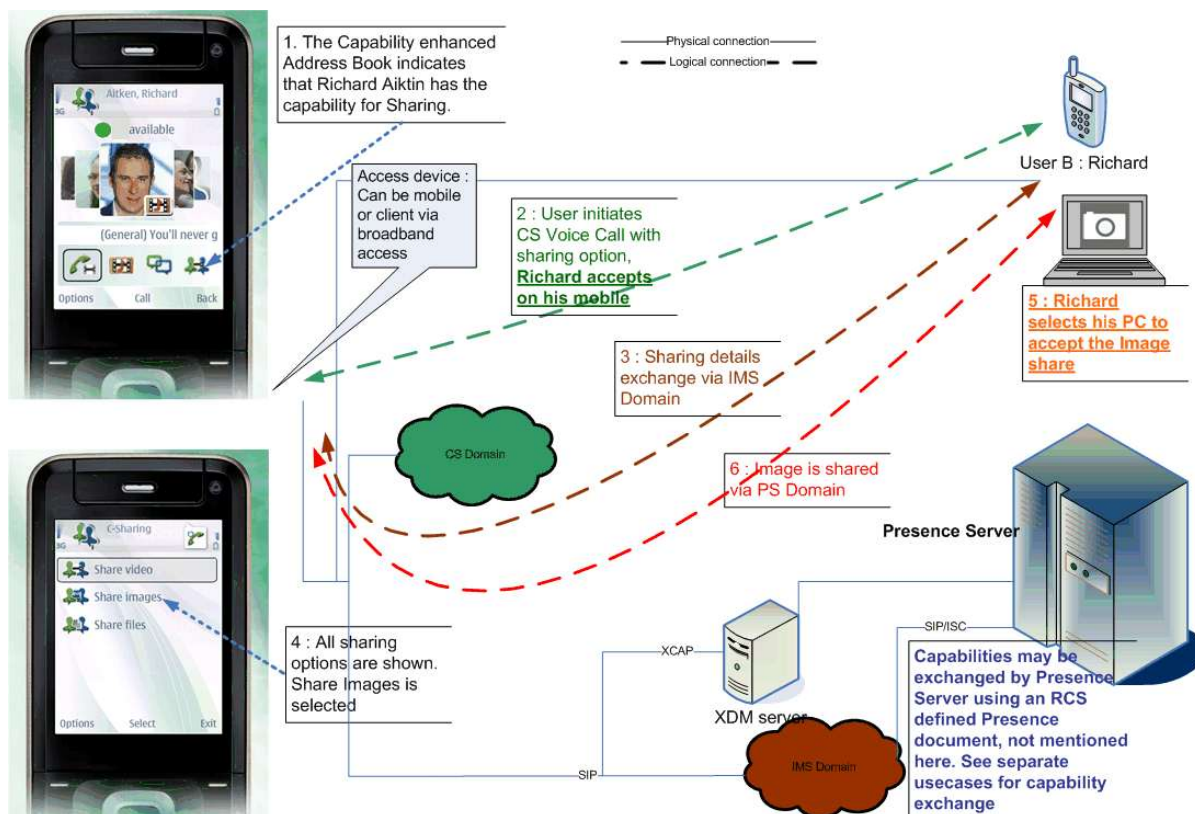 1. The Capability enhanced
Address Book indicates
that Richard Aiktin has the
capability for Sharing.
Physical connection
Logical connection
3G
Aitken, Richard
available
(General) You'll never g
Options
Call
Back
Access device :
Can be mobile
or client via
broadband
access
2 : User initiates
CS Voice Call with
sharing option,
Richard accepts
on his mobile
User B : Richard
5 : Richard
selects his PC to
accept the Image
share
3 : Sharing details
exchange via IMS
Domain
CS Domain
6 : Image is shared
via PS Domain
Presence Server
3G
C-Sharing
Share video
Share images
Share files
Options
Select
Exit
4 : All sharing
options are shown.
Share Images is
selected
XCAP
XDM server
SIP/ISC
SIP
IMS Domain
Capabilities may be
exchanged by Presence
Server using an RCS
defined Presence
document, not mentioned
here. See separate
usecases for capability
exchange